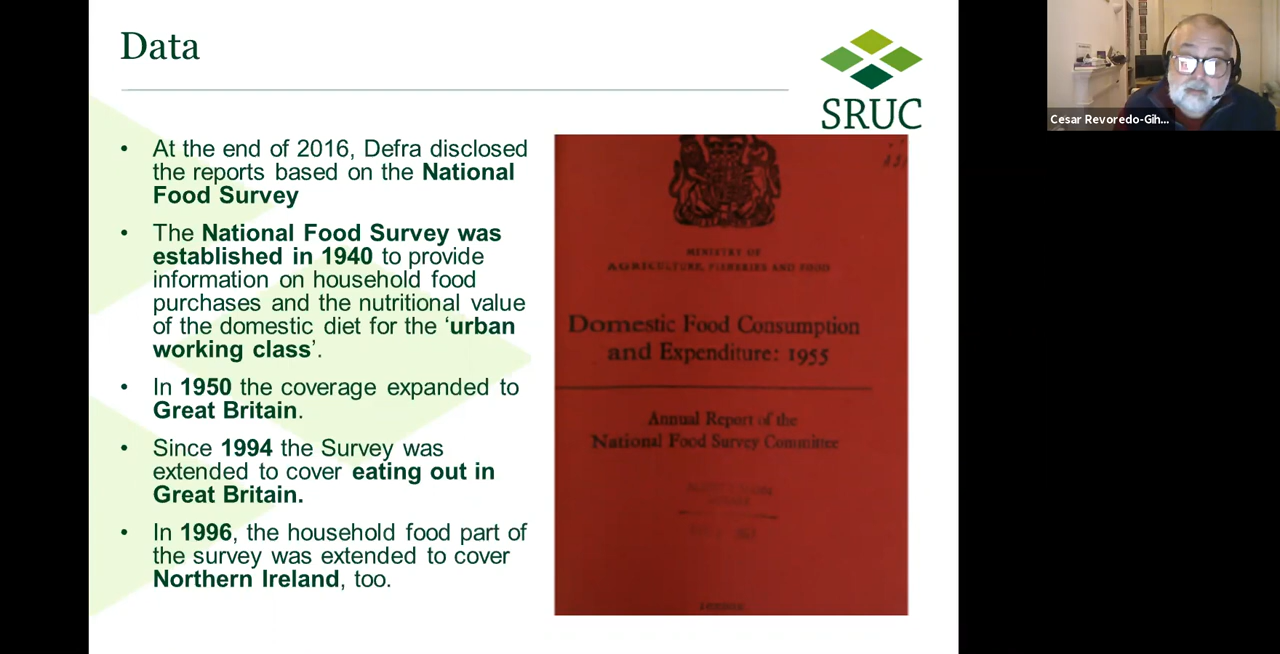 Data
SRUC
• At the end of 2016, Defra disclosed
the reports based on the National
Food Survey
• The National Food Survey was
established in 1940 to provide
information on household food
purchases and the nutritional value
of the domestic diet for the ‘urban
working class’.
• In 1950 the coverage expanded to
Great Britain.
• Since 1994 the Survey was
extended to cover eating out in
Great Britain.
• In 1996, the household food part of
the survey was extended to cover
Northern Ireland, too.
MINISTRY OF
AGRICULTURE, FISHERIES AND FOOD
Domestic Food Consumption
and Expenditure: 1955
Annual Report of the
National Food Survey Committee
LONDON
Cesar Revoredo-Gih...